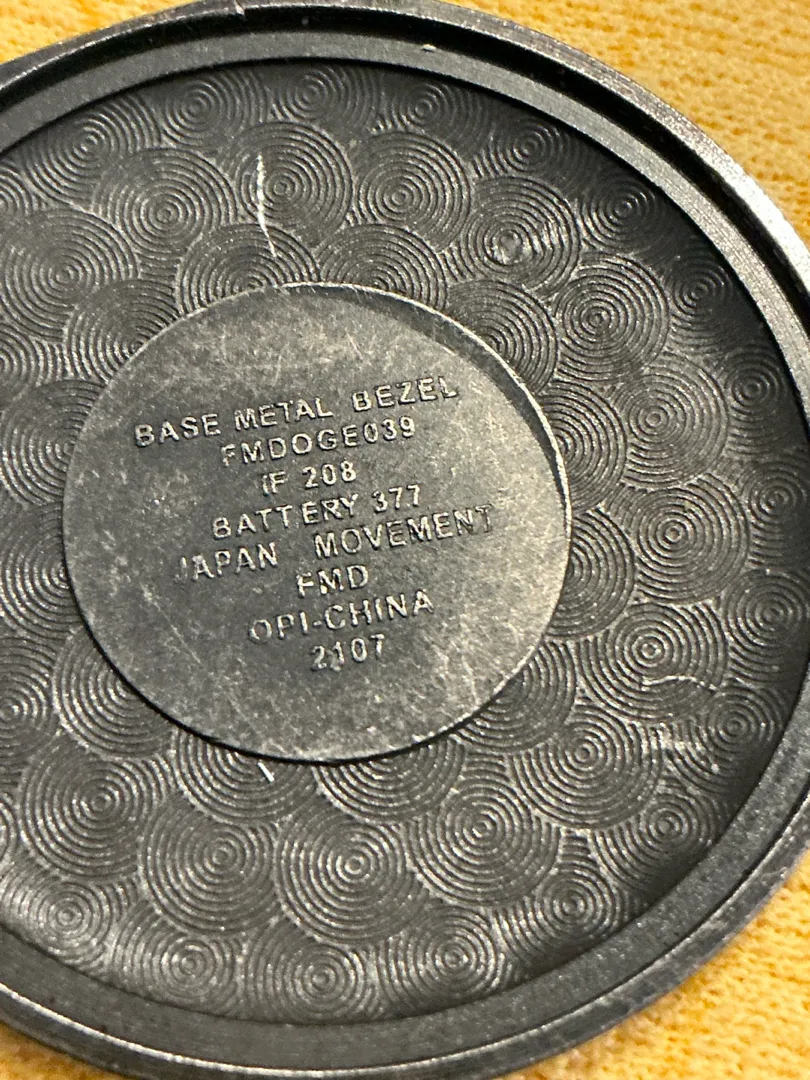 BASE METAL BEZEL
FMDOGE039
IF 208
BATTERY 377
JAPAN MOVEMENT
FMD
OPI-CHINA
2107